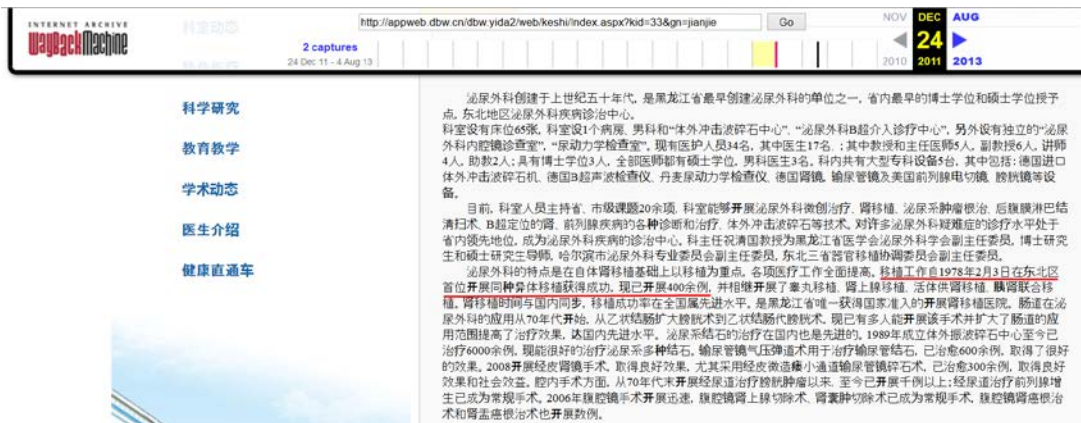 INTERNET ARCHIVE
WayBackMachine
http://appweb.dbw.cn/dbw.yida2/web/keshi/Index.aspx?kid=33&gn=jianjie
Go
NOV DEC AUG
2 captures
24 Dec 11 - 4 Aug 13
24
2010 2011 2013
科室动态
科学研究
教育教学
学术动态
医生介绍
健康直通车
泌尿外科创建于上世纪五十年代, 是黑龙江省最早创建泌尿外科的单位之一, 省内最早的博士学位和硕士学位授予
点, 东北地区泌尿外科疾病诊治中心。
科室设有床位65张, 科室设1个病房、男科和“体外冲击波碎石中心”、“泌尿外科B超介入诊疗中心”, 另外设有独立的“泌尿
外科内腔镜诊查室”, “尿动力学检查室”, 现有医护人员34名, 其中医生17名, :其中教授和主任医师5人, 副教授6人, 讲师
4人, 助教2人; 具有博士学位3人, 全部医师都有硕士学位, 男科医生3名, 科内共有大型专科设备5台, 其中包括: 德国进口
体外冲击波碎石机、德国B超声波检查仪、丹麦尿动力学检查仪、德国肾镜、输尿管镜及美国前列腺电切镜、膀胱镜等设
备。
目前, 科室人员主持省、市级课题20余项, 科室能够开展泌尿外科微创治疗、肾移植、泌尿系肿瘤根治、后腹膜淋巴结
清扫术、B超定位的肾、前列腺疾病的各种诊断和治疗、体外冲击波碎石等技术。对许多泌尿外科疑难症的诊疗水平处于
省内领先地位, 成为泌尿外科疾病的诊治中心, 科主任祝清国教授为黑龙江省医学会泌尿外科学会副主任委员, 博士研究
生和硕士研究生导师, 哈尔滨市泌尿外科专业委员会副主任委员, 东北三省器官移植协调委员会副主任委员。
泌尿外科的特点是在自体肾移植基础上以移植为重点, 各项医疗工作全面提高, 移植工作自1978年2月3日在东北区
首位开展同种异体移植获得成功, 现已开展400余例, 并相继开展了睾丸移植、肾上腺移植、活体供肾移植、胰肾联合移
植, 肾移植时间与国内同步, 移植成功率在全国属先进水平, 是黑龙江省唯一获得国家准入的开展肾移植医院。肠道在泌
尿外科的应用从70年代开始, 从乙状结肠扩大膀胱术到乙状结肠代膀胱术, 现已有多人能开展该手术并扩大了肠道的应
用范围提高了治疗效果, 达国内先进水平。泌尿系结石的治疗在国内也是先进的, 1989年成立体外振波碎石中心至今已
治疗6000余例, 现能很好的治疗泌尿系多种结石, 输尿管镜气压弹道术用于治疗输尿管结石, 已治愈600余例, 取得了很好
的效果。2008开展经皮肾镜手术, 取得良好效果, 尤其采用经皮微造瘘小通道输尿管镜碎石术, 已治愈300余例, 取得良好
效果和社会效益。腔内手术方面, 从70年代末开展经尿道治疗膀胱肿瘤以来, 至今已开展千例以上; 经尿道治疗前列腺增
生已成为常规手术。2006年腹腔镜手术开展迅速, 腹腔镜肾上腺切除术、肾囊肿切除术已成为常规手术, 腹腔镜肾癌根治
术和肾盂癌根治术也开展数例。